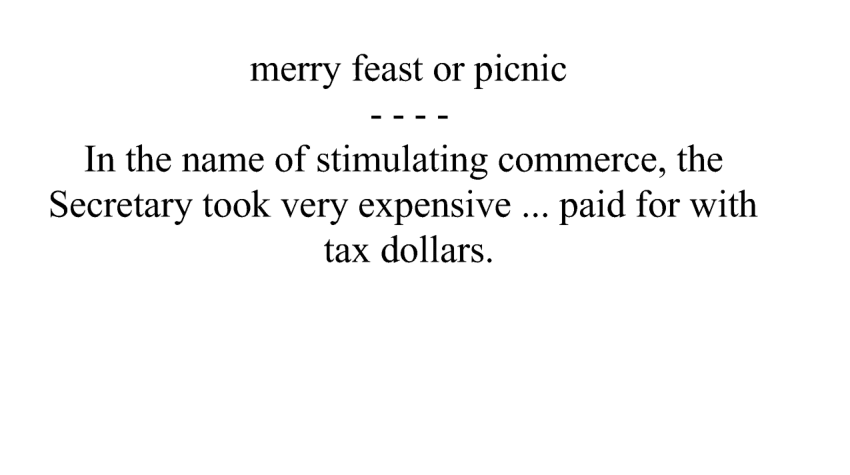 merry feast or picnic
- - - -
In the name of stimulating commerce, the
Secretary took very expensive ... paid for with
tax dollars.